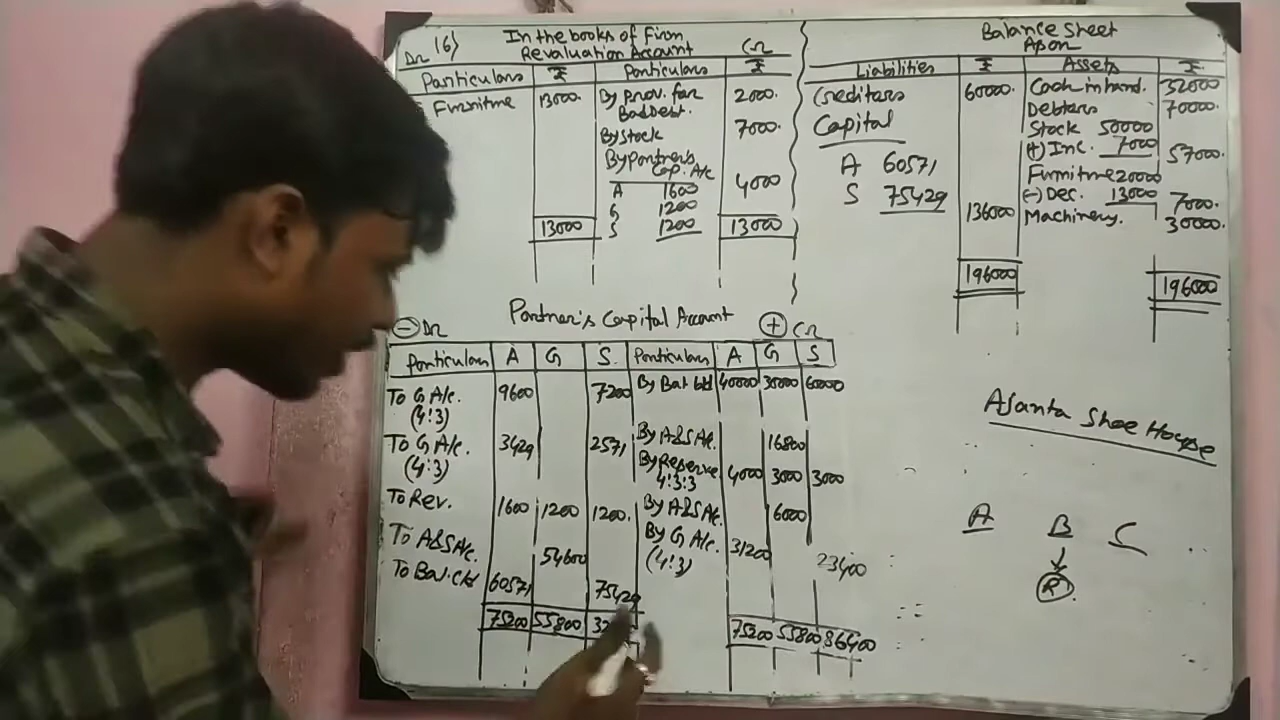 16) In the books of Firm
Revaluation Account
Dr Cr
Particulars ₹ Particulars ₹
Furniture 13000. By prov. for 2000.
Bad Debt.
By Stock 7000.
By Partner's
Cap. A/c 4000
A 1600
G 1200
S 1200
13000 13000
Balance Sheet
As on
Liabilities ₹ Assets ₹
Creditors 60000. Cash in hand. 32000
Capital Debtors 70000.
Stock 50000
A 60571 (+) Inc. 7000 57000.
S 75429 Furniture 20000
136000 (-) Dec. 13000 7000.
Machinery. 30000.
196000 196000
Partner's Capital Account
- Dr + Cr
Particulars A G S. Particulars A G S
To G A/c. 9600 7200 By Bal b/d 40000 30000 60000
(4:3)
To G A/c. 3429 2571 By A&S A/c. 16800
(4:3) By Reserve 4000 3000 3000
4:3:3
To Rev. 1600 1200 1200. By A&S A/c. 6000
To A&S A/c. 54600 By G A/c. 31200 23400
(4:3)
To Bal. c/d 60571 75429
75200 55800 75200 55800 86400
Ajanta Shoe House
A B C
R